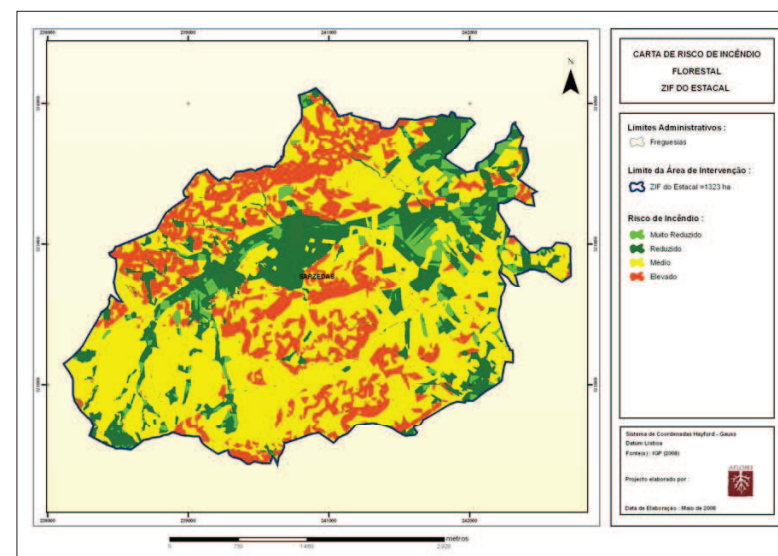 CARTA DE RISCO DE INCÊNDIO
FLORESTAL
ZIF DO ESTACAL
N
Limites Administrativos :
Freguesias
Limite da Área de Intervenção :
ZIF do Estacal =1323 ha
Risco de Incêndio :
Muito Reduzido
Reduzido
Médio
Elevado
SARZEDAS
Sistema de Coordenadas Hayford - Gauss
Datum Lisboa
Fonte(s) : IGP (2008)
Projecto elaborado por :
AFLOBEI
Data de Elaboração : Maio de 2008
metros
0